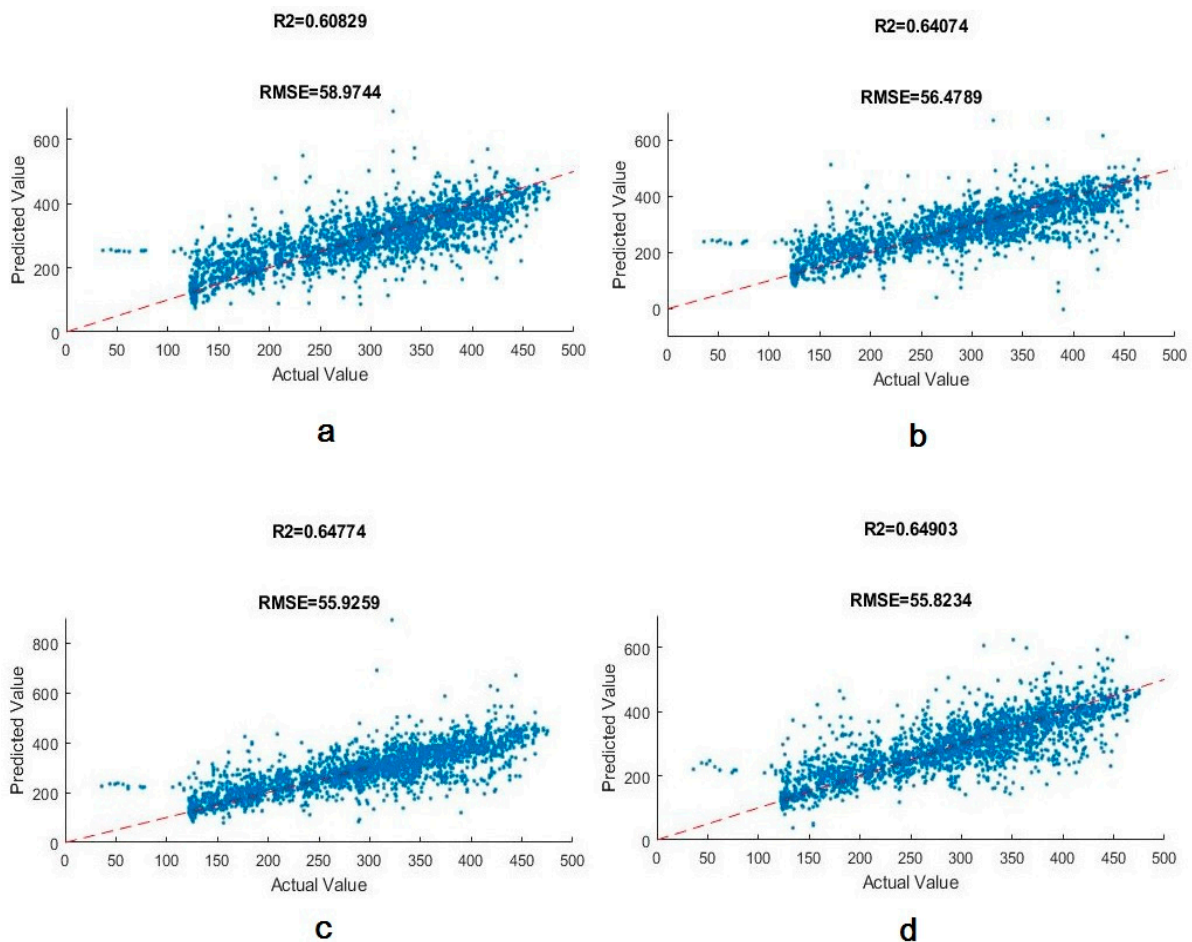 R2=0.60829
RMSE=58.9744
600
400
200
0
0 50 100 150 200 250 300 350 400 450 500
Predicted Value
Actual Value
a
R2=0.64074
RMSE=56.4789
600
400
200
0
0 50 100 150 200 250 300 350 400 450 500
Predicted Value
Actual Value
b
R2=0.64774
RMSE=55.9259
800
600
400
200
0
0 50 100 150 200 250 300 350 400 450 500
Predicted Value
Actual Value
c
R2=0.64903
RMSE=55.8234
600
400
200
0
0 50 100 150 200 250 300 350 400 450 500
Predicted Value
Actual Value
d